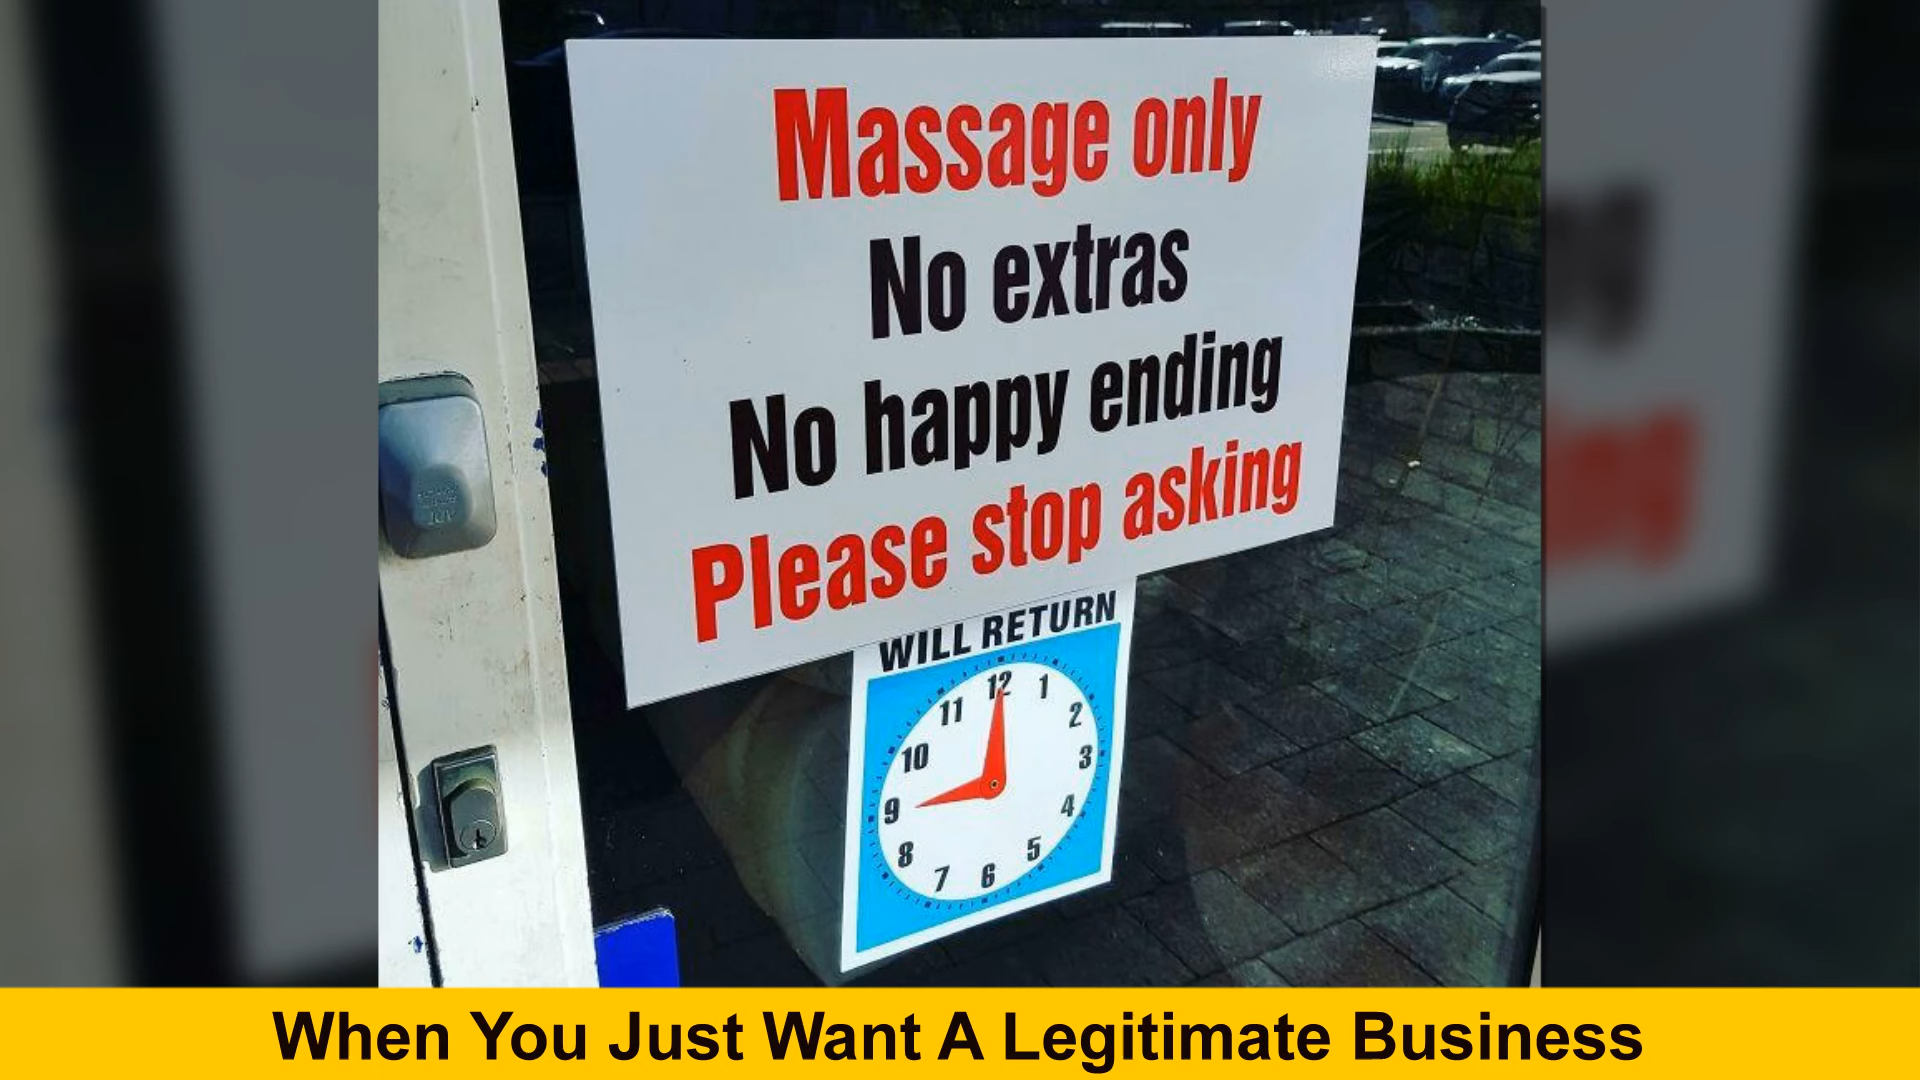 Massage only
No extras
No happy ending
Please stop asking
WILL RETURN
12
1
2
3
4
5
6
7
8
9
10
11
When You Just Want A Legitimate Business